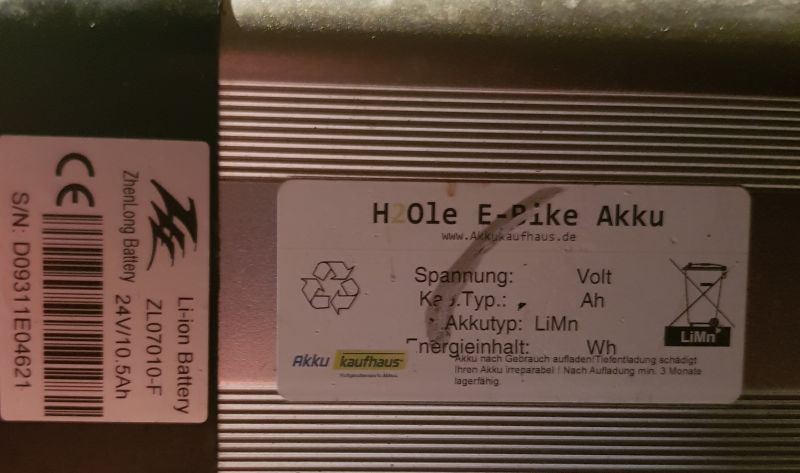 Li-ion Battery
ZL07010-F
24V/10.5Ah
ZhenLong Battery
CE
S/N: D09311E04621
H2Ole E-Bike Akku
www.Akkukaufhaus.de
Spannung: Volt
Kap.Typ.: Ah
Akkutyp: LiMn
Energieinhalt: Wh
LiMn
Akku kaufhaus
Akku nach Gebrauch aufladen!Tiefentladung schädigt
Ihren Akku irreparabel ! Nach Aufladung min. 3 Monate
lagerfähig.